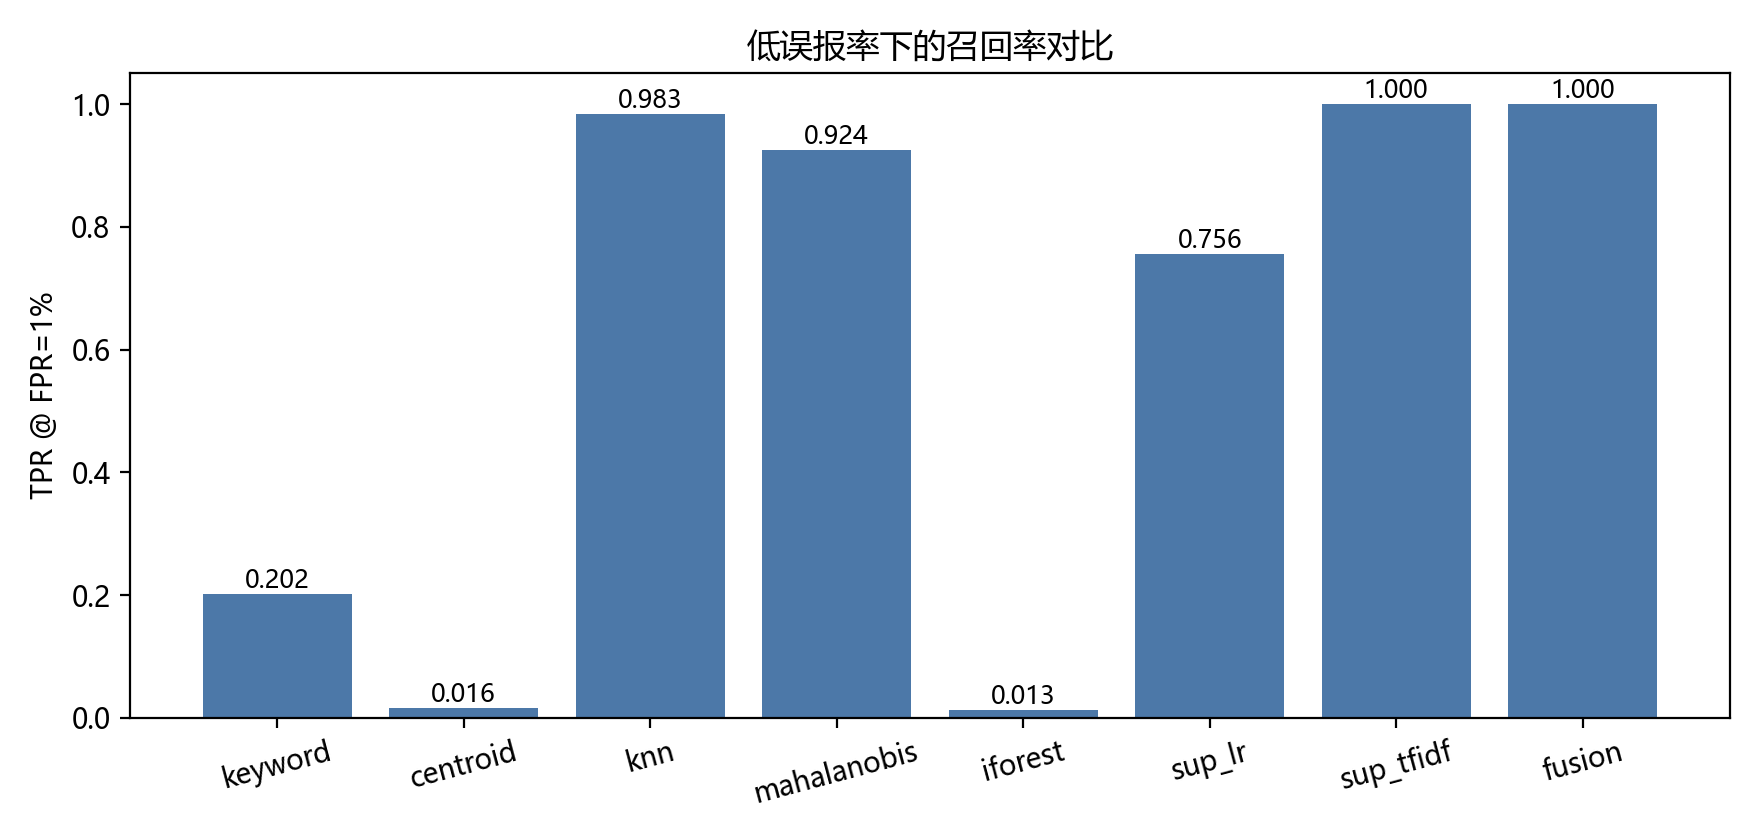 低误报率下的召回率对比
TPR @ FPR=1%
1.0
0.8
0.6
0.4
0.2
0.0
0.202
0.016
0.983
0.924
0.013
0.756
1.000
1.000
keyword
centroid
knn
mahalanobis
iforest
sup_lr
sup_tfidf
fusion